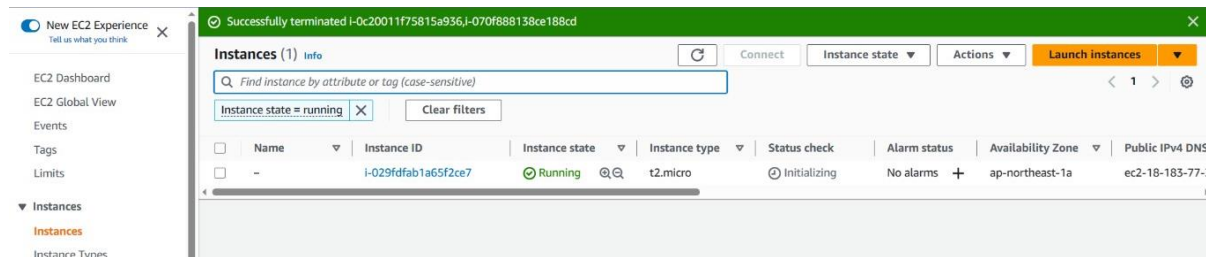 New EC2 Experience
Tell us what you think
EC2 Dashboard
EC2 Global View
Events
Tags
Limits
Instances
Instances
Instance Types
Successfully terminated i-0c20011f75815a936,i-070f888138ce188cd
Instances (1) Info
Connect
Instance state
Actions
Launch instances
Find instance by attribute or tag (case-sensitive)
1
Instance state = running
Clear filters
Name Instance ID Instance state Instance type Status check Alarm status Availability Zone Public IPv4 DNS
– i-029fdfab1a65f2ce7 Running t2.micro Initializing No alarms + ap-northeast-1a ec2-18-183-77-